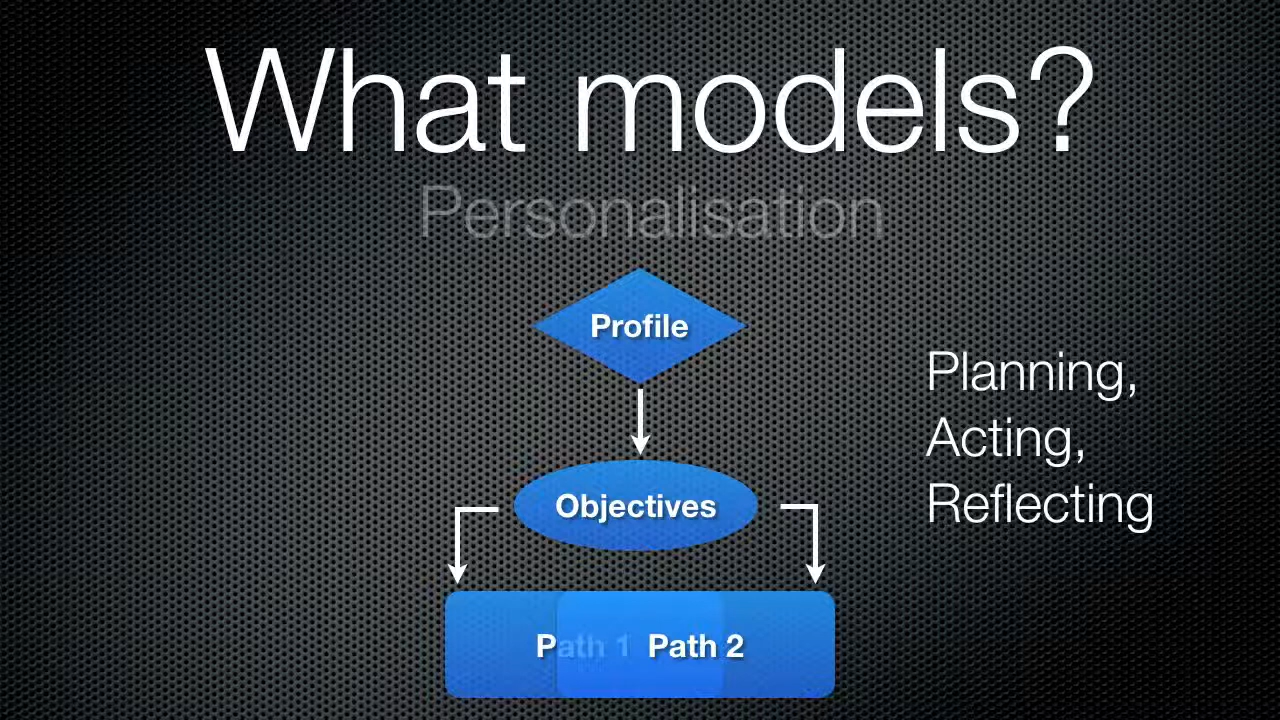 What models?
Personalisation
Profile
Planning,
Acting,
Reflecting
Objectives
Path 1 Path 2